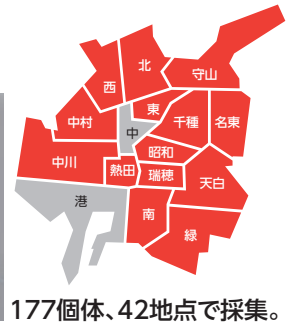 北
守山
西
東
千種
名東
中村
中
昭和
中川
熱田
瑞穂
天白
港
南
緑
177個体、42地点で採集。